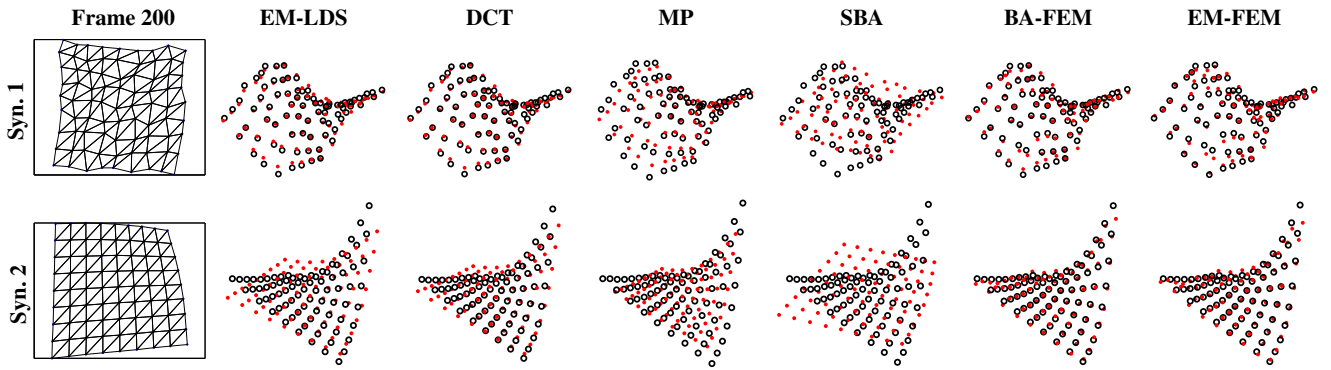 Frame 200 EM-LDS DCT MP SBA BA-FEM EM-FEM
Syn. 1
Syn. 2